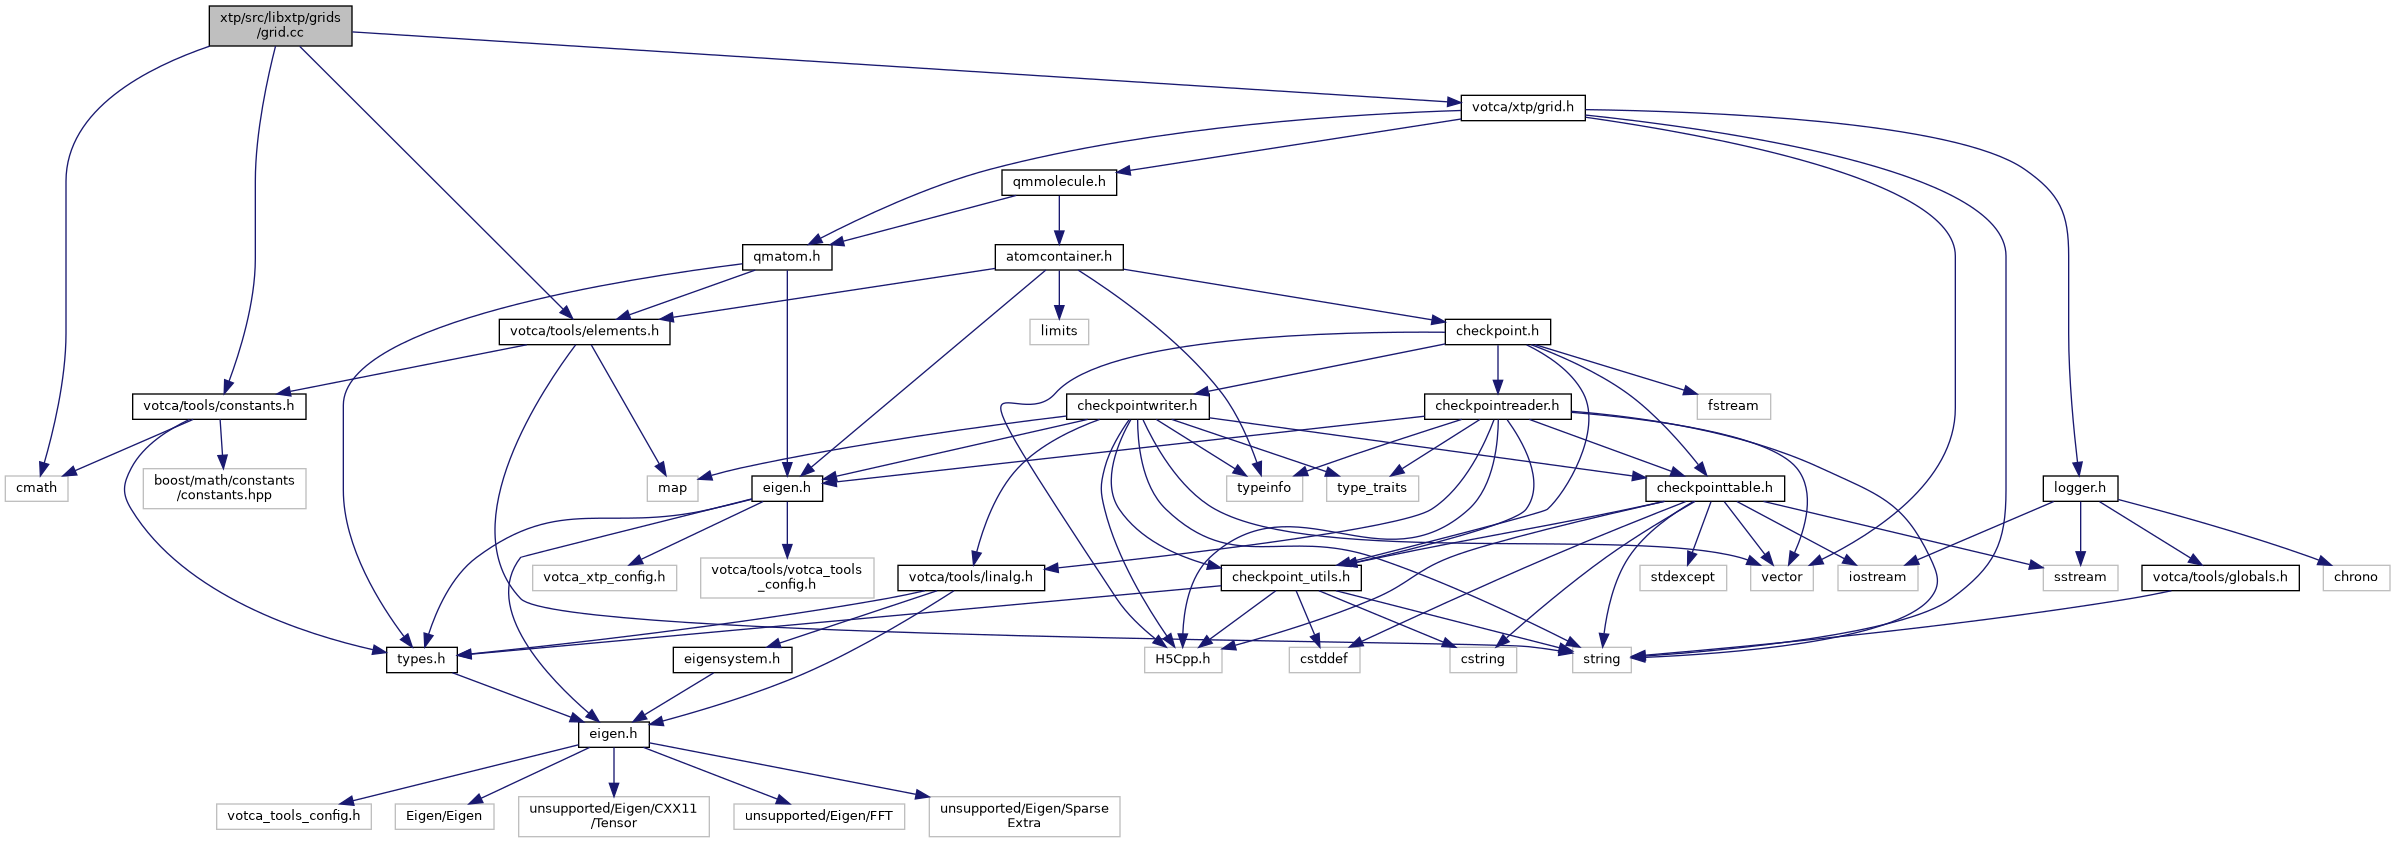 xtp/src/libxtp/grids
/grid.cc
votca/xtp/grid.h
qmmolecule.h
qmatom.h
atomcontainer.h
votca/tools/elements.h
limits
checkpoint.h
votca/tools/constants.h
checkpointwriter.h
checkpointreader.h
fstream
cmath
boost/math/constants
/constants.hpp
map
eigen.h
typeinfo
type_traits
checkpointtable.h
logger.h
votca_xtp_config.h
votca/tools/votca_tools
_config.h
votca/tools/linalg.h
checkpoint_utils.h
stdexcept
vector
iostream
sstream
votca/tools/globals.h
chrono
types.h
eigensystem.h
H5Cpp.h
cstddef
cstring
string
eigen.h
votca_tools_config.h
Eigen/Eigen
unsupported/Eigen/CXX11
/Tensor
unsupported/Eigen/FFT
unsupported/Eigen/Sparse
Extra